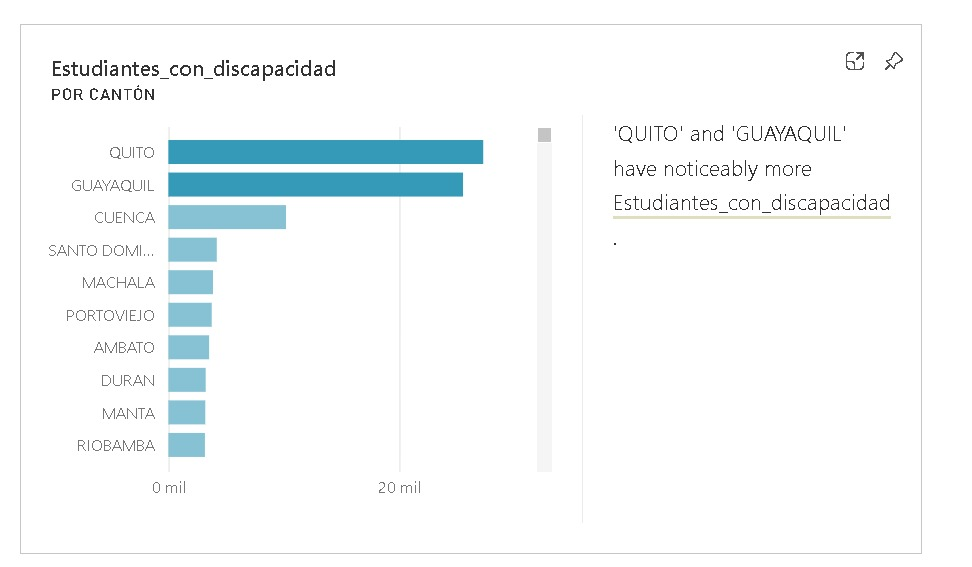 Estudiantes_con_discapacidad
POR CANTÓN
QUITO
GUAYAQUIL
CUENCA
SANTO DOMI...
MACHALA
PORTOVIEJO
AMBATO
DURAN
MANTA
RIOBAMBA
0 mil
20 mil
'QUITO' and 'GUAYAQUIL'
have noticeably more
Estudiantes_con_discapacidad
.